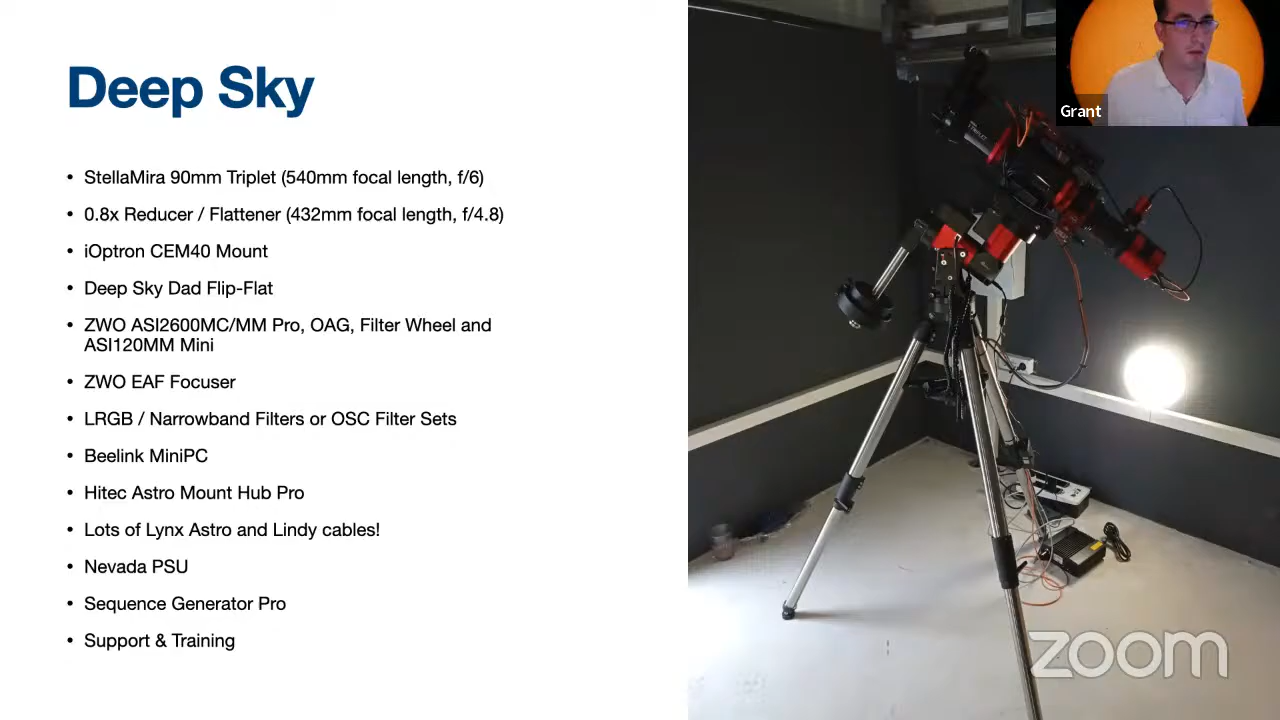 Deep Sky
• StellaMira 90mm Triplet (540mm focal length, f/6)
• 0.8x Reducer / Flattener (432mm focal length, f/4.8)
• iOptron CEM40 Mount
• Deep Sky Dad Flip-Flat
• ZWO ASI2600MC/MM Pro, OAG, Filter Wheel and
ASI120MM Mini
• ZWO EAF Focuser
• LRGB / Narrowband Filters or OSC Filter Sets
• Beelink MiniPC
• Hitec Astro Mount Hub Pro
• Lots of Lynx Astro and Lindy cables!
• Nevada PSU
• Sequence Generator Pro
• Support & Training
Grant
zoom